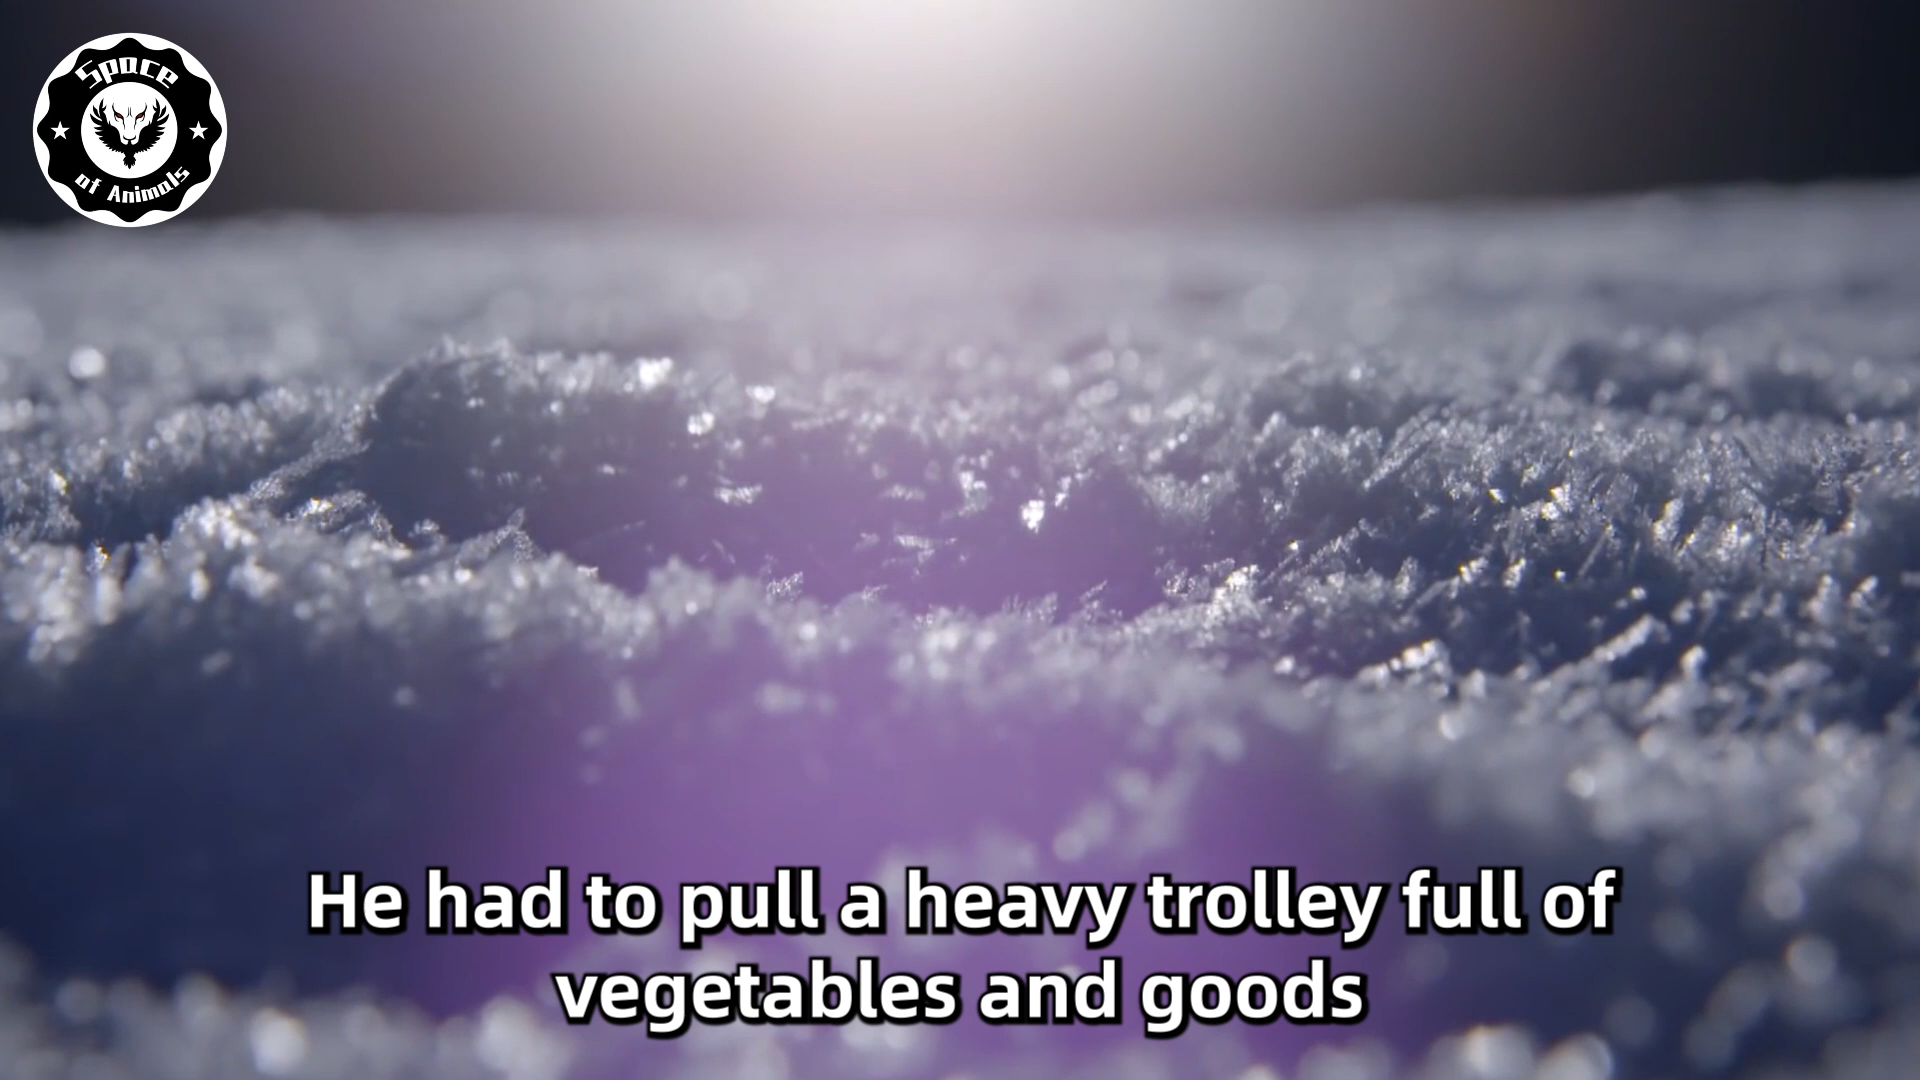 Space
of Animals
He had to pull a heavy trolley full of
vegetables and goods